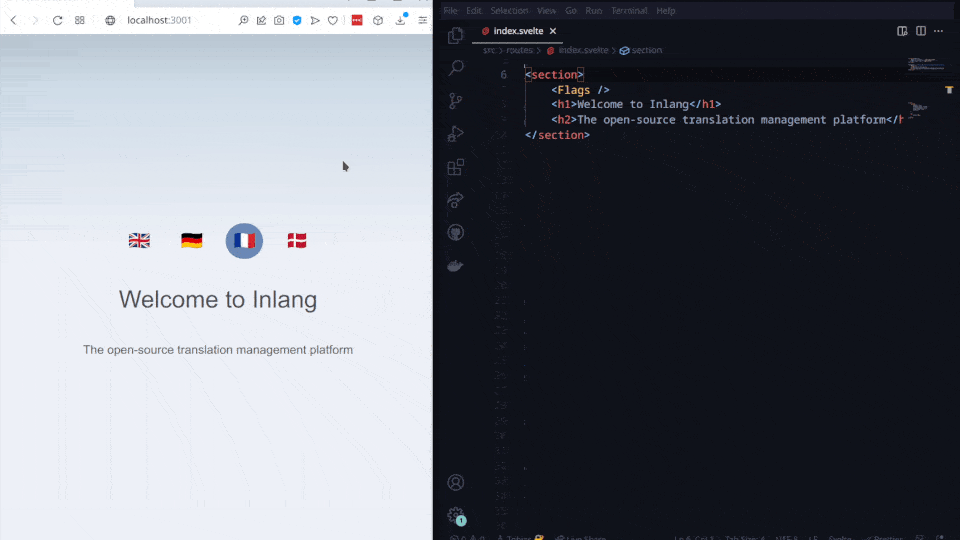 localhost:3001
Welcome to Inlang
The open-source translation management platform
File Edit Selection View Go Run Terminal Help
index.svelte
src > routes > index.svelte > section
6
<section>
<Flags />
<h1>Welcome to Inlang</h1>
<h2>The open-source translation management platform</h
</section>
1